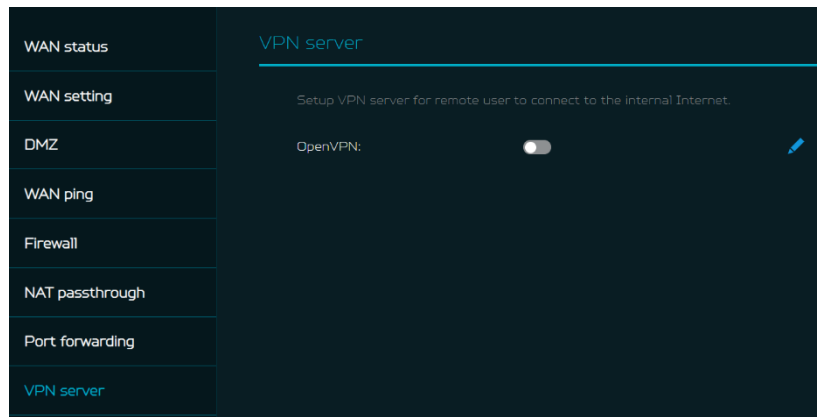 WAN status
WAN setting
DMZ
WAN ping
Firewall
NAT passthrough
Port forwarding
VPN server
VPN server
Setup VPN server for remote user to connect to the internal Internet.
OpenVPN: